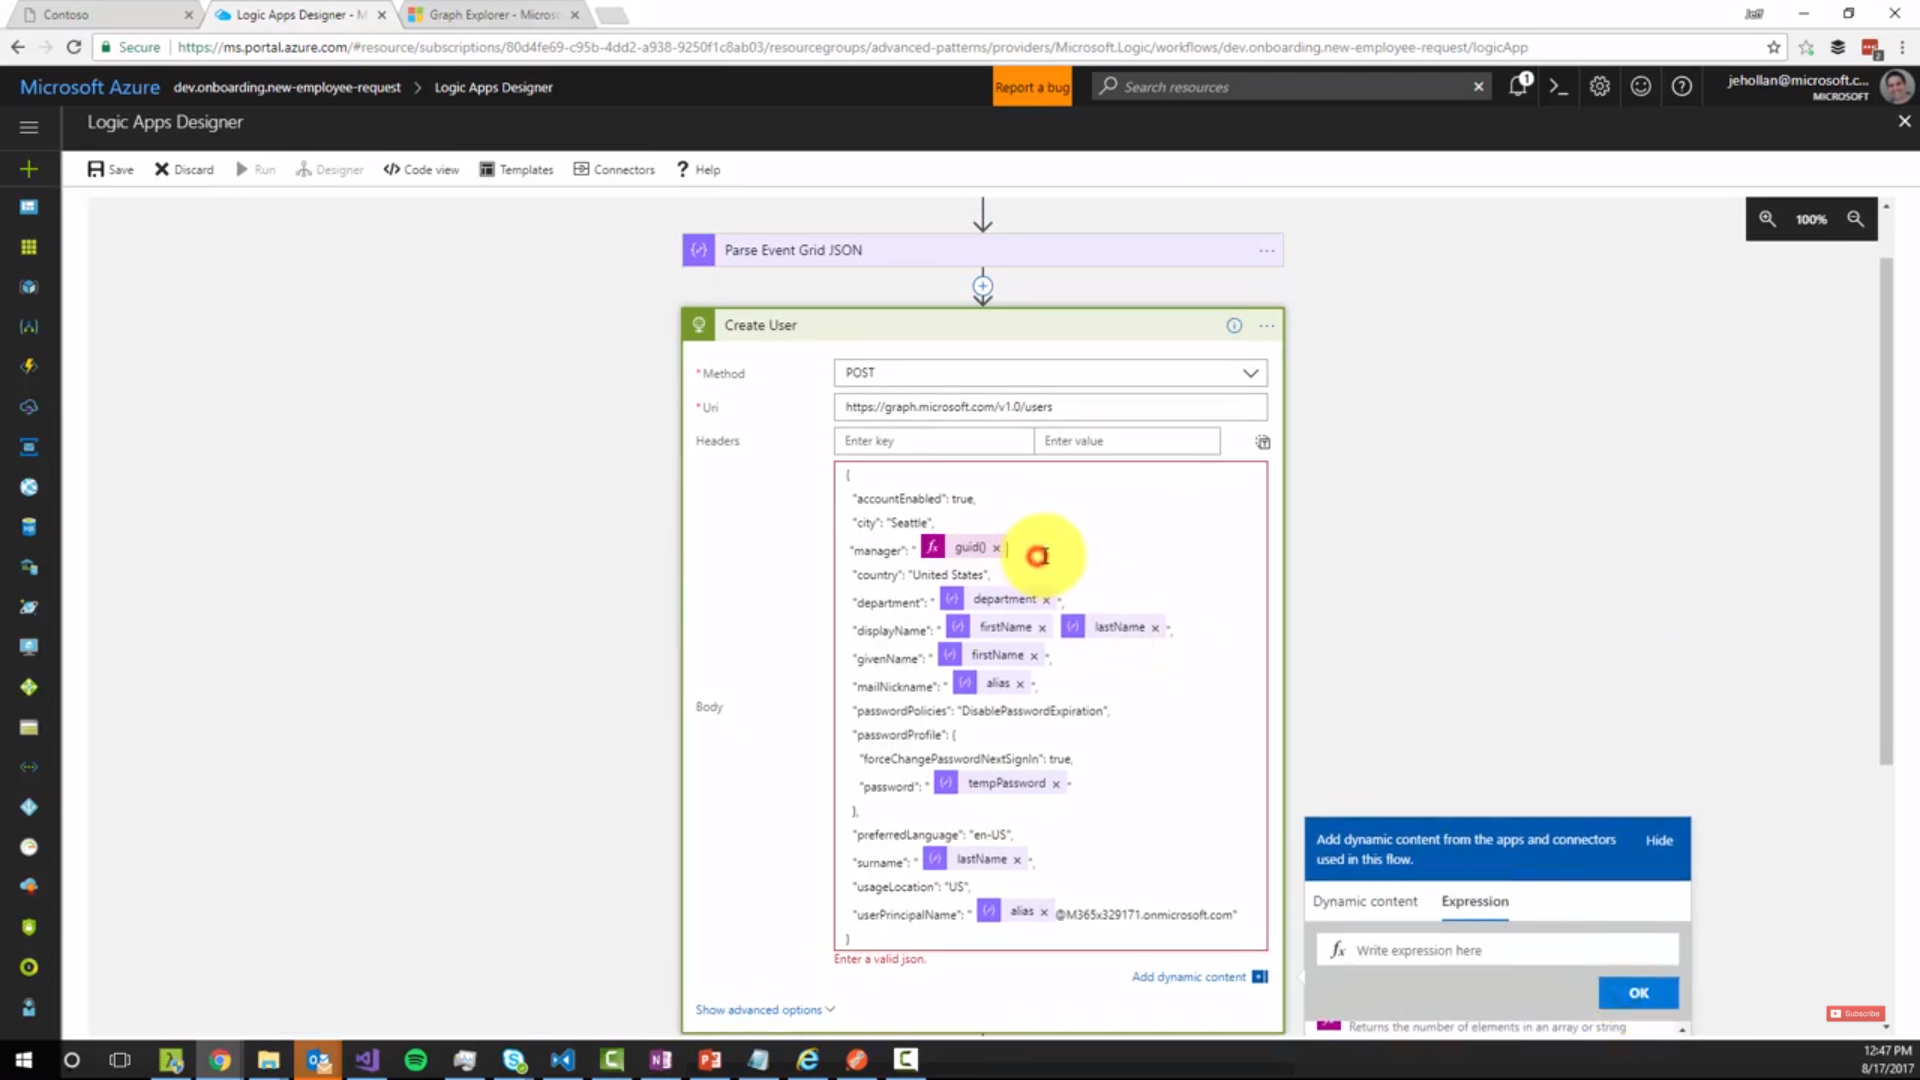 Contoso
Logic Apps Designer - M
Graph Explorer - Microso
Jeff
Secure
https://ms.portal.azure.com/#resource/subscriptions/80d4fe69-c95b-4dd2-a938-9250f1c8ab03/resourcegroups/advanced-patterns/providers/Microsoft.Logic/workflows/dev.onboarding.new-employee-request/logicApp
Microsoft Azure
dev.onboarding.new-employee-request > Logic Apps Designer
Report a bug
Search resources
1
jehollan@microsoft.c...
MICROSOFT
Logic Apps Designer
Save
Discard
Run
Designer
Code view
Templates
Connectors
Help
100%
Parse Event Grid JSON
Create User
* Method
POST
* Uri
https://graph.microsoft.com/v1.0/users
Headers
Enter key
Enter value
Body
{
"accountEnabled": true,
"city": "Seattle",
"manager": " fx guid() ×
"country": "United States",
"department": " department × ",
"displayName": " firstName × lastName × ",
"givenName": " firstName × ",
"mailNickname": " alias × ",
"passwordPolicies": "DisablePasswordExpiration",
"passwordProfile": {
"forceChangePasswordNextSignIn": true,
"password": " tempPassword × "
},
"preferredLanguage": "en-US",
"surname": " lastName × ",
"usageLocation": "US",
"userPrincipalName": " alias × @M365x329171.onmicrosoft.com"
}
Enter a valid json.
Add dynamic content
Show advanced options
Add dynamic content from the apps and connectors
used in this flow.
Hide
Dynamic content
Expression
fx Write expression here
OK
Returns the number of elements in an array or string
Subscribe
12:47 PM
8/17/2017